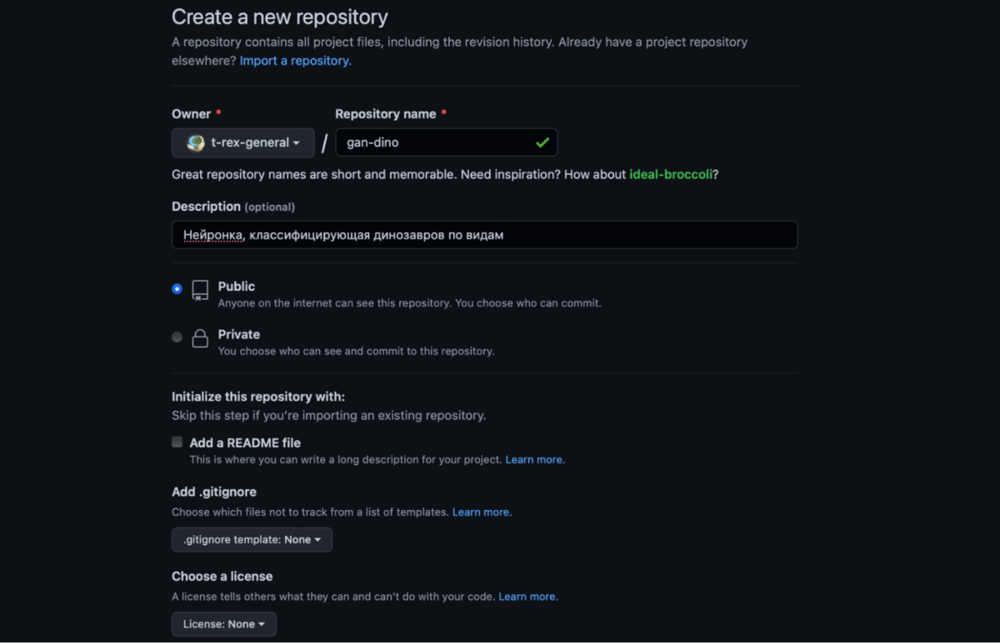 Create a new repository
A repository contains all project files, including the revision history. Already have a project repository
elsewhere? Import a repository.
Owner * Repository name *
t-rex-general / gan-dino
Great repository names are short and memorable. Need inspiration? How about ideal-broccoli?
Description (optional)
Нейронка, классифицирующая динозавров по видам
Public
Anyone on the internet can see this repository. You choose who can commit.
Private
You choose who can see and commit to this repository.
Initialize this repository with:
Skip this step if you’re importing an existing repository.
Add a README file
This is where you can write a long description for your project. Learn more.
Add .gitignore
Choose which files not to track from a list of templates. Learn more.
.gitignore template: None
Choose a license
A license tells others what they can and can't do with your code. Learn more.
License: None